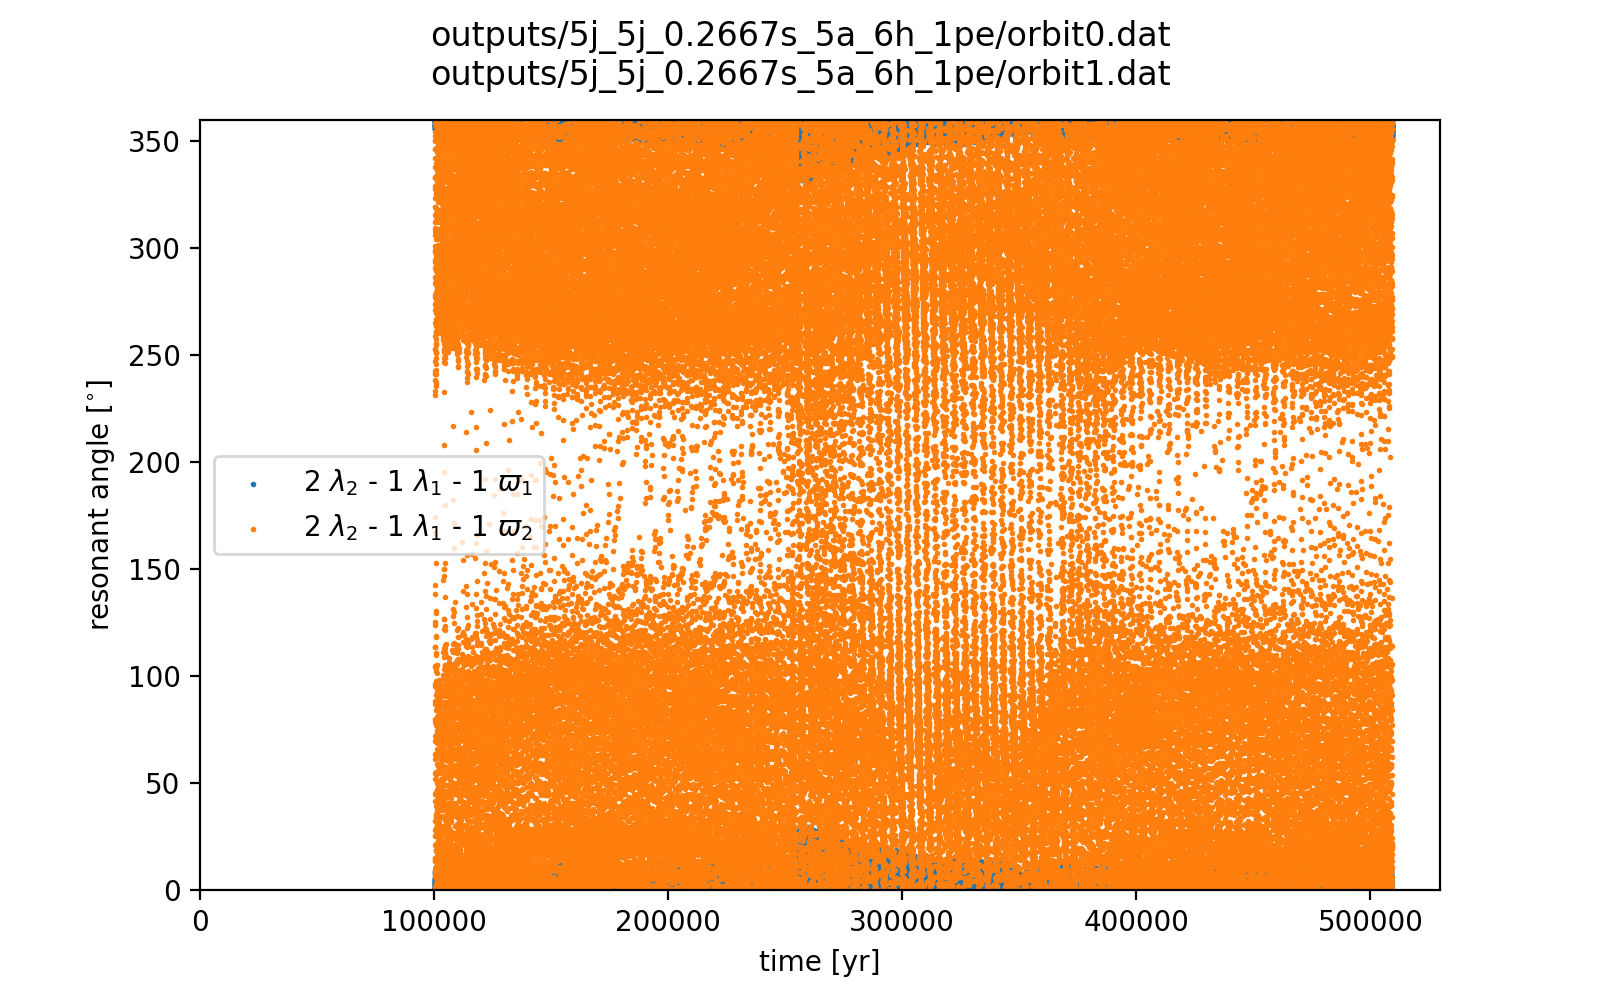 outputs/5j_5j_0.2667s_5a_6h_1pe/orbit0.dat
outputs/5j_5j_0.2667s_5a_6h_1pe/orbit1.dat
350
300
250
200
150
100
50
0
resonant angle [°]
2 λ₂ - 1 λ₁ - 1 ϖ₁
2 λ₂ - 1 λ₁ - 1 ϖ₂
0 100000 200000 300000 400000 500000
time [yr]